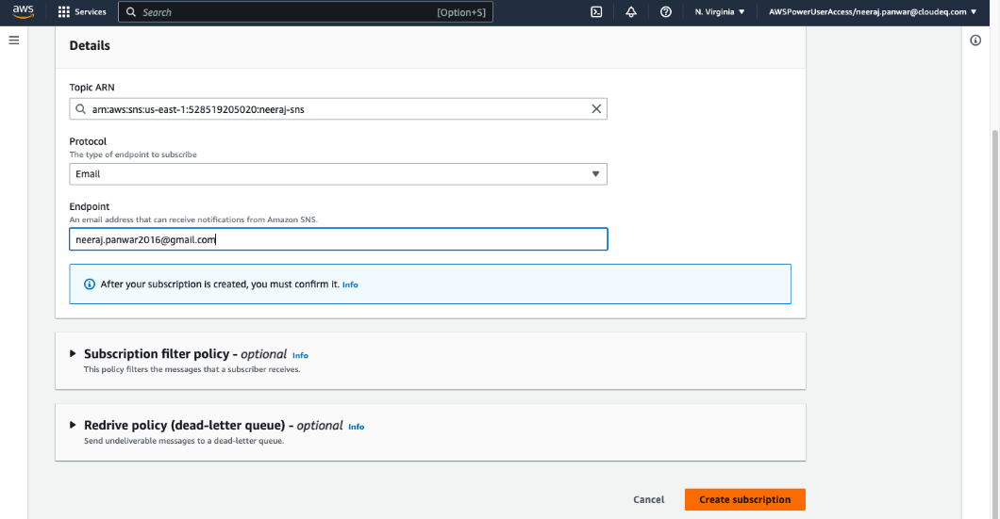 aws Services Search [Option+S] N. Virginia AWSPowerUserAccess/neeraj.panwar@cloudeq.com
Details
Topic ARN
arn:aws:sns:us-east-1:528519205020:neeraj-sns
Protocol
The type of endpoint to subscribe
Email
Endpoint
An email address that can receive notifications from Amazon SNS.
neeraj.panwar2016@gmail.com
After your subscription is created, you must confirm it. Info
Subscription filter policy - optional Info
This policy filters the messages that a subscriber receives.
Redrive policy (dead-letter queue) - optional Info
Send undeliverable messages to a dead-letter queue.
Cancel Create subscription